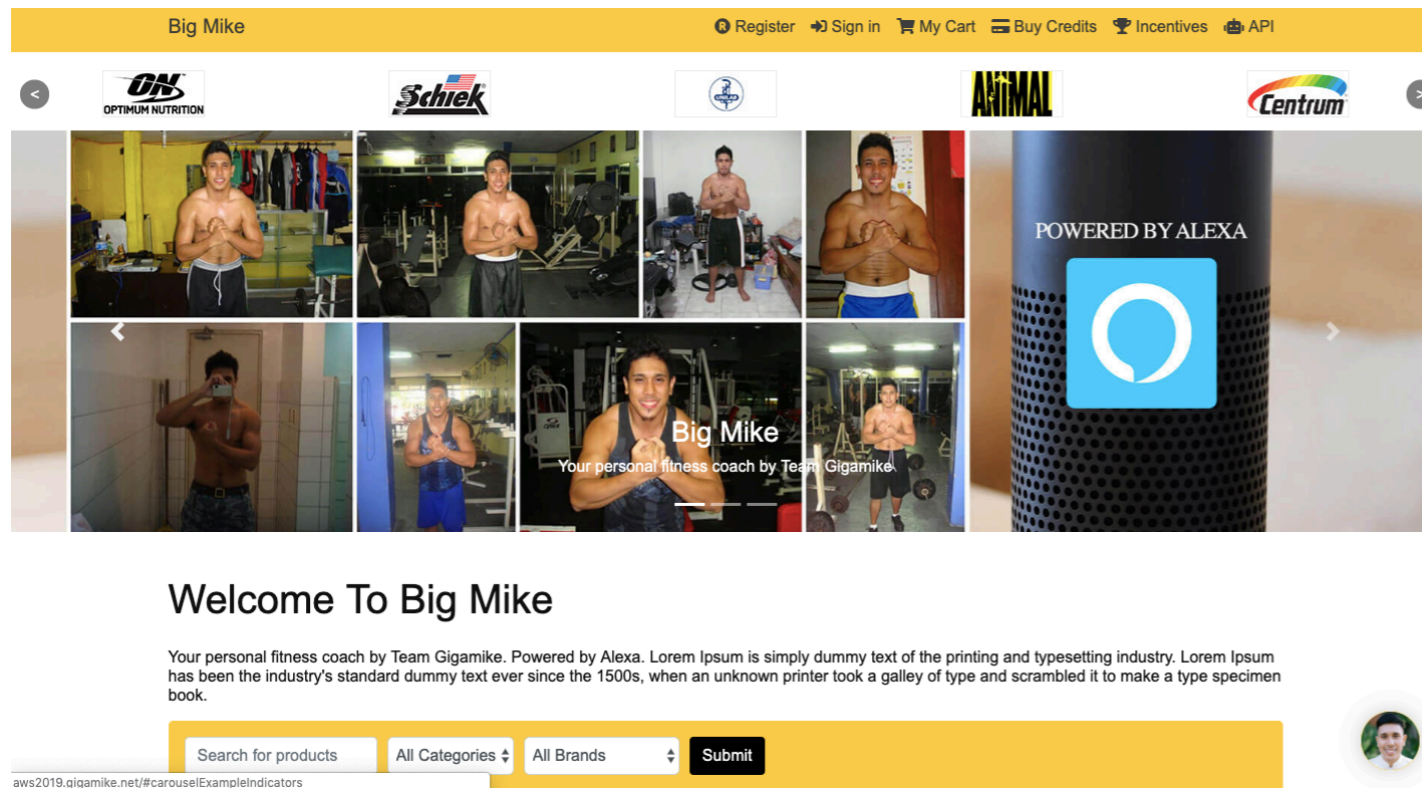 Big Mike
Register Sign in My Cart Buy Credits Incentives API
<
ON
OPTIMUM NUTRITION
Schiek
UNILAB
ANIMAL
Centrum
>
POWERED BY ALEXA
Big Mike
Your personal fitness coach by Team Gigamike.
Welcome To Big Mike
Your personal fitness coach by Team Gigamike. Powered by Alexa. Lorem Ipsum is simply dummy text of the printing and typesetting industry. Lorem Ipsum
has been the industry's standard dummy text ever since the 1500s, when an unknown printer took a galley of type and scrambled it to make a type specimen
book.
Search for products All Categories All Brands Submit
aws2019.gigamike.net/#carouselExampleIndicators